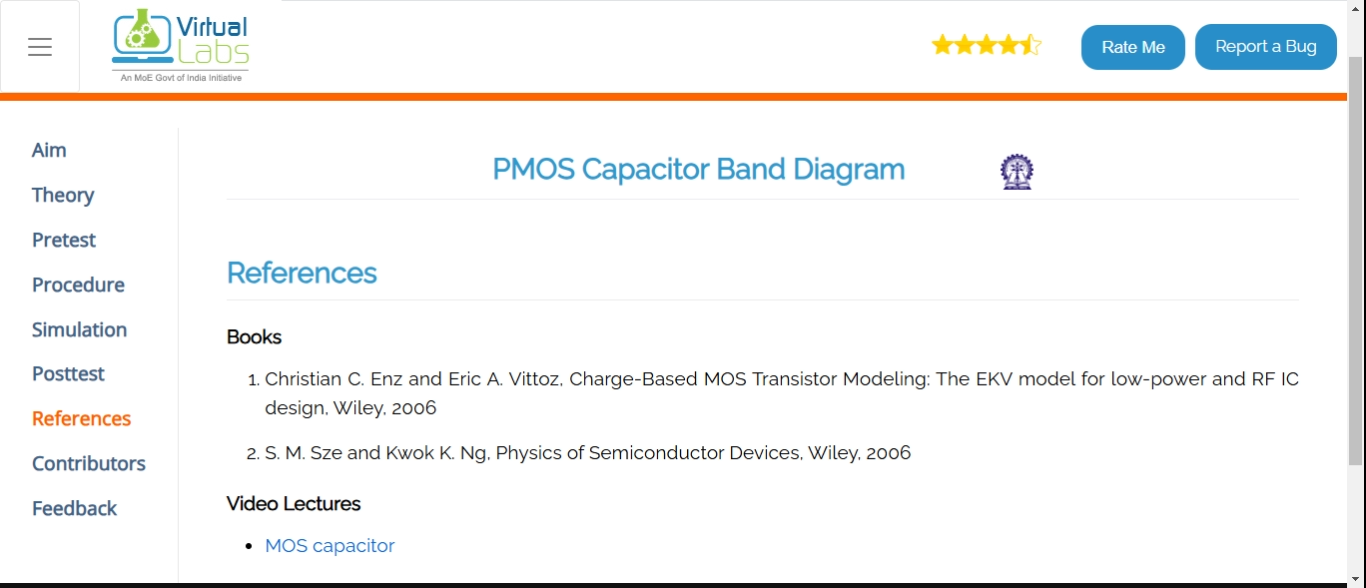 Virtual
Labs
An MoE Govt of India Initiative
Rate Me
Report a Bug
Aim
Theory
Pretest
Procedure
Simulation
Posttest
References
Contributors
Feedback
PMOS Capacitor Band Diagram
References
Books
1. Christian C. Enz and Eric A. Vittoz, Charge-Based MOS Transistor Modeling: The EKV model for low-power and RF IC
design, Wiley, 2006
2. S. M. Sze and Kwok K. Ng, Physics of Semiconductor Devices, Wiley, 2006
Video Lectures
• MOS capacitor